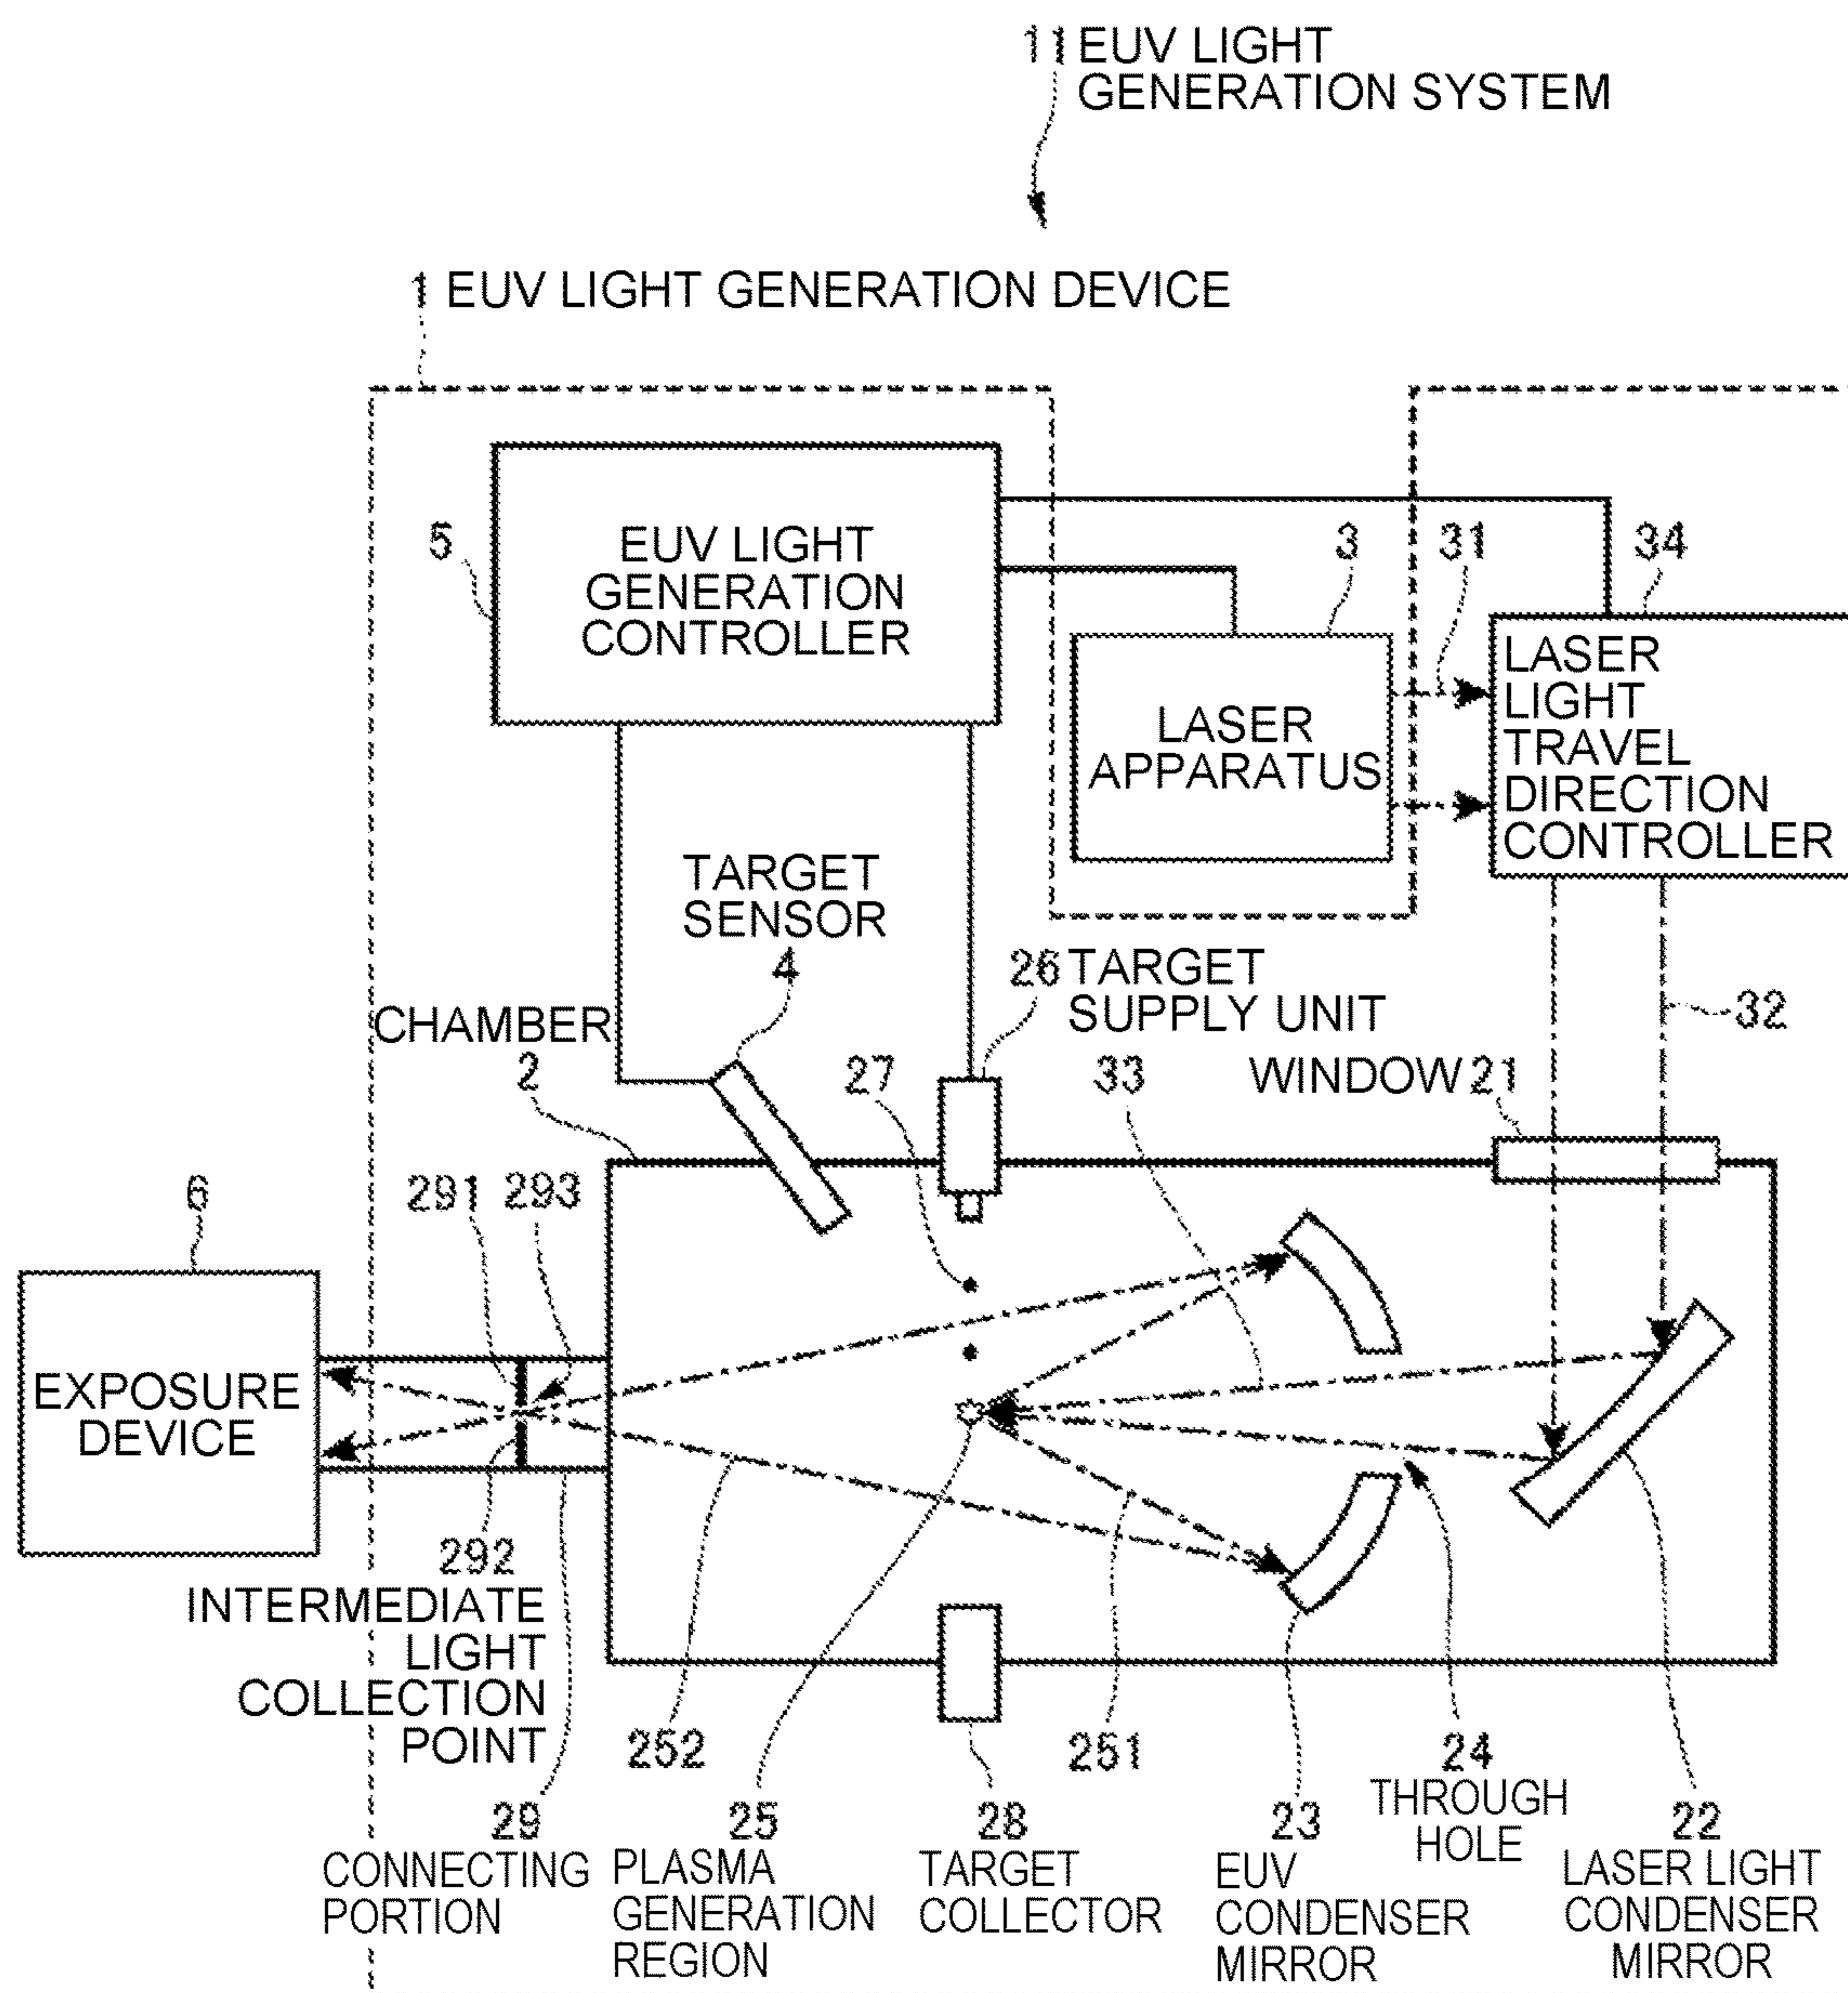 11 EUV LIGHT
GENERATION SYSTEM
1 EUV LIGHT GENERATION DEVICE
5
EUV LIGHT
GENERATION
CONTROLLER
3
31
34
LASER
APPARATUS
LASER
LIGHT
TRAVEL
DIRECTION
CONTROLLER
TARGET
SENSOR
4
26 TARGET
SUPPLY UNIT
32
CHAMBER
2
27
33
WINDOW 21
6
291
293
EXPOSURE
DEVICE
292
INTERMEDIATE
LIGHT
COLLECTION
POINT
252
251
24
THROUGH
HOLE
29
CONNECTING
PORTION
25
PLASMA
GENERATION
REGION
28
TARGET
COLLECTOR
23
EUV
CONDENSER
MIRROR
22
LASER LIGHT
CONDENSER
MIRROR